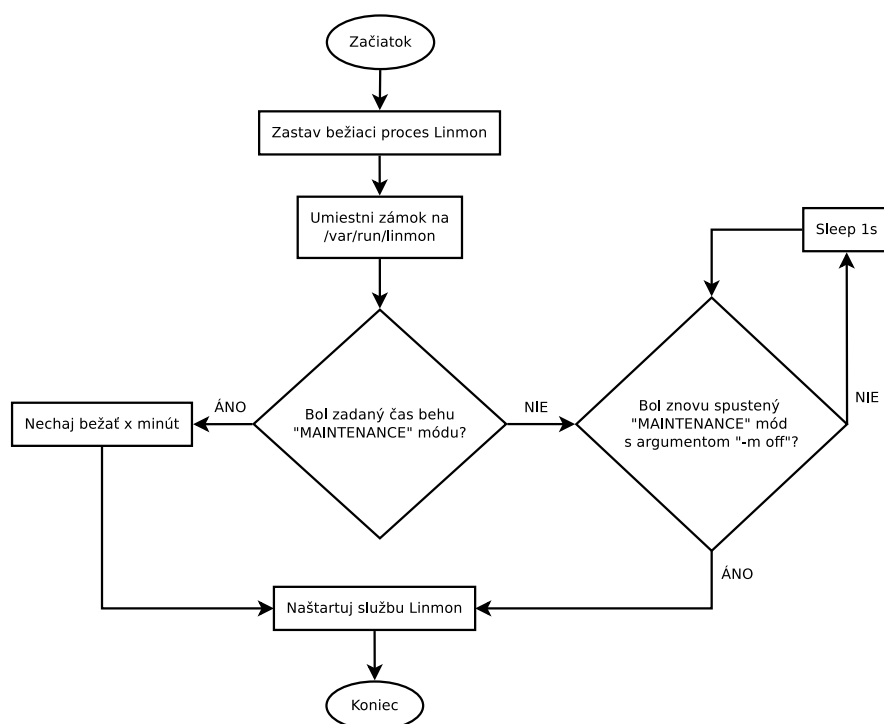 Začiatok
Zastav bežiaci proces Linmon
Umiestni zámok na
/var/run/linmon
Sleep 1s
Bol zadaný čas behu
"MAINTENANCE" módu?
ÁNO
NIE
Nechaj bežať x minút
Bol znovu spustený
"MAINTENANCE" mód
s argumentom "-m off"?
NIE
ÁNO
Naštartuj službu Linmon
Koniec